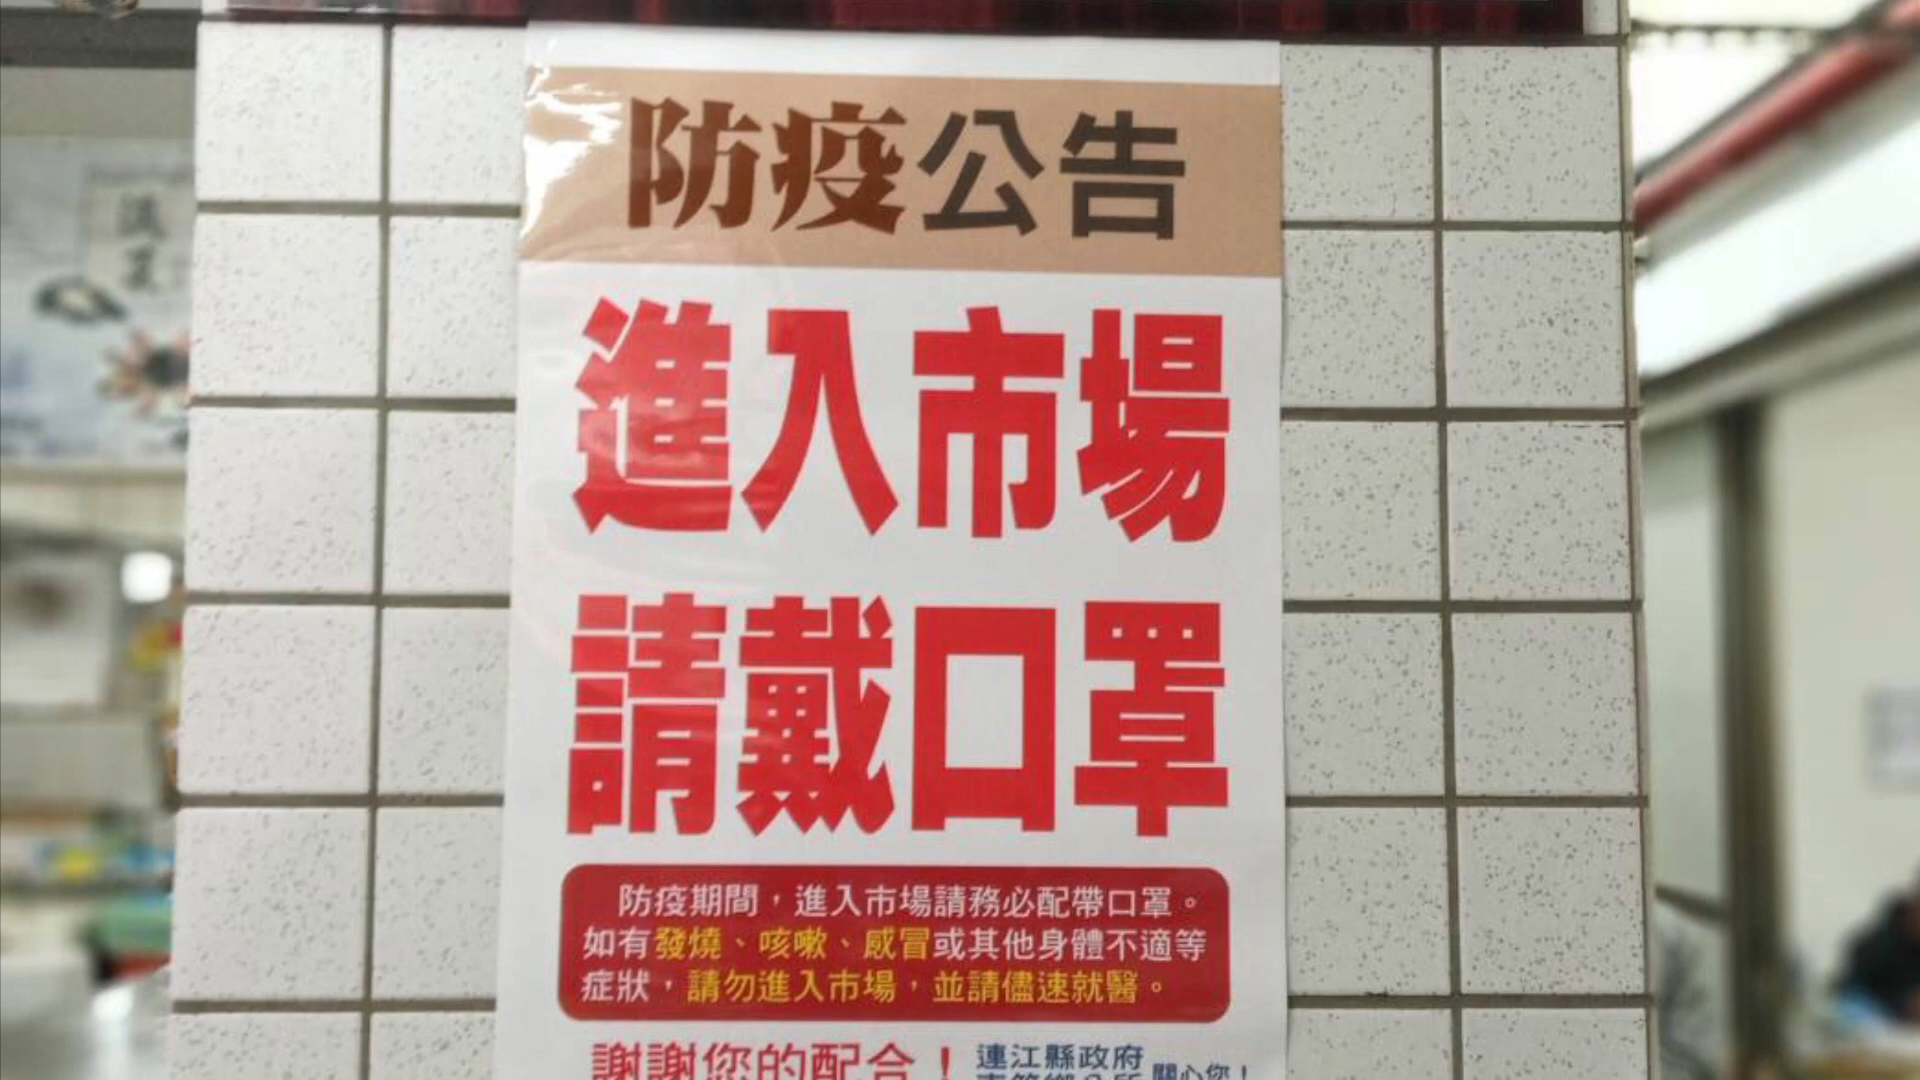 防疫公告
進入市場
請戴口罩
防疫期間，進入市場請務必配帶口罩。
如有發燒、咳嗽、感冒或其他身體不適等
症狀，請勿進入市場，並請儘速就醫。
謝謝您的配合！
連江縣政府
關心您！